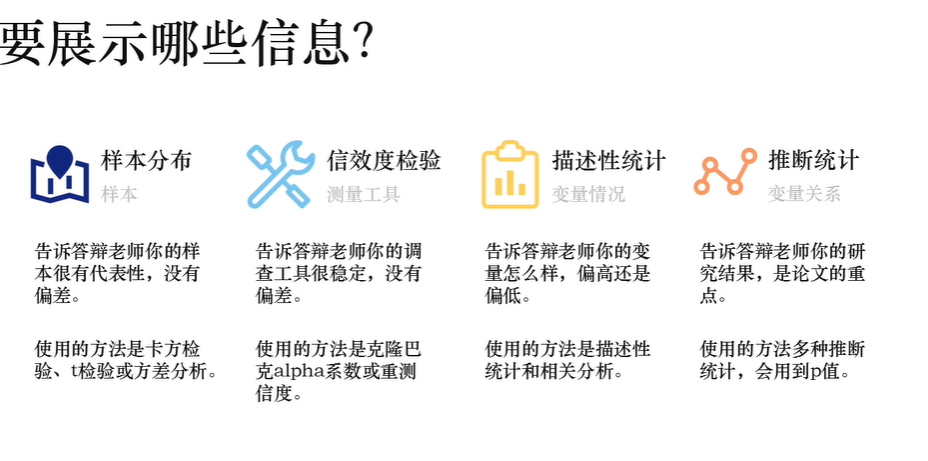 要展示哪些信息？
样本分布
样本
告诉答辩老师你的样
本很有代表性，没有
偏差。
使用的方法是卡方检
验、t检验或方差分析。
信效度检验
测量工具
告诉答辩老师你的调
查工具很稳定，没有
偏差。
使用的方法是克隆巴
克alpha系数或重测
信度。
描述性统计
变量情况
告诉答辩老师你的变
量怎么样，偏高还是
偏低。
使用的方法是描述性
统计和相关分析。
推断统计
变量关系
告诉答辩老师你的研
究结果，是论文的重
点。
使用的方法多种推断
统计，会用到p值。